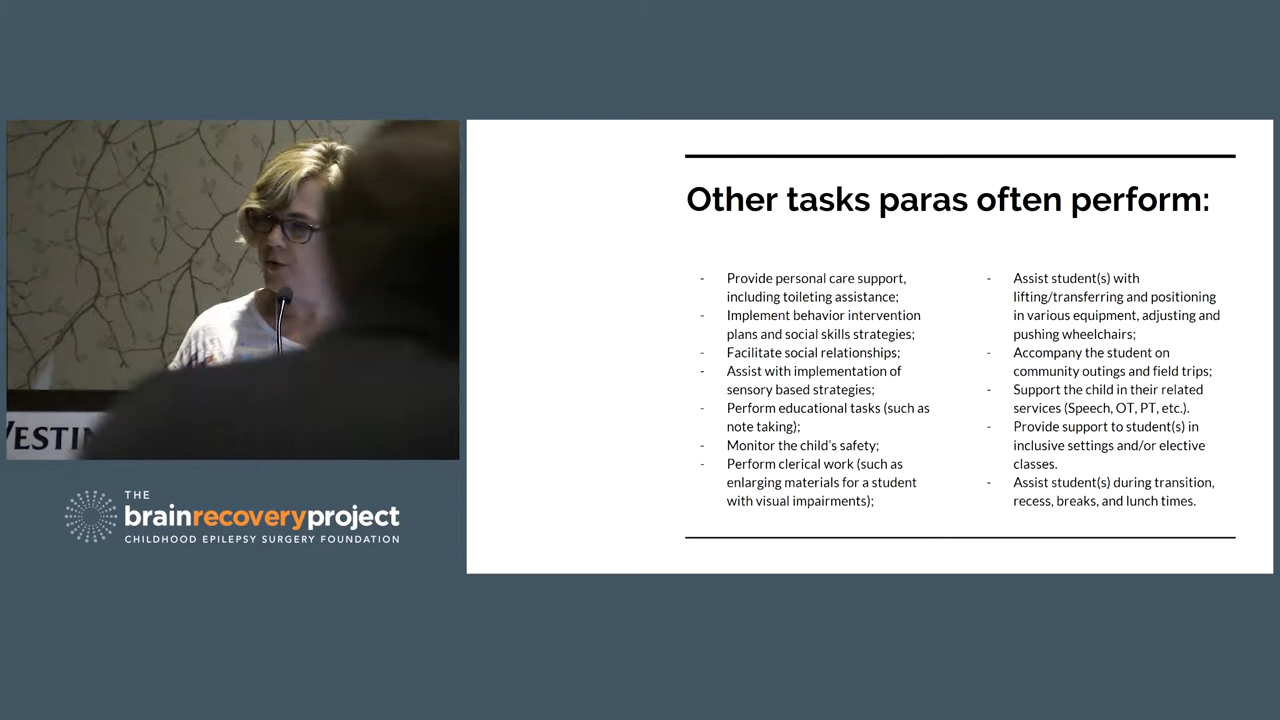 Other tasks paras often perform:
- Provide personal care support,
including toileting assistance;
- Implement behavior intervention
plans and social skills strategies;
- Facilitate social relationships;
- Assist with implementation of
sensory based strategies;
- Perform educational tasks (such as
note taking);
- Monitor the child's safety;
- Perform clerical work (such as
enlarging materials for a student
with visual impairments);
- Assist student(s) with
lifting/transferring and positioning
in various equipment, adjusting and
pushing wheelchairs;
- Accompany the student on
community outings and field trips;
- Support the child in their related
services (Speech, OT, PT, etc.).
- Provide support to student(s) in
inclusive settings and/or elective
classes.
- Assist student(s) during transition,
recess, breaks, and lunch times.
THE
brainrecoveryproject
CHILDHOOD EPILEPSY SURGERY FOUNDATION